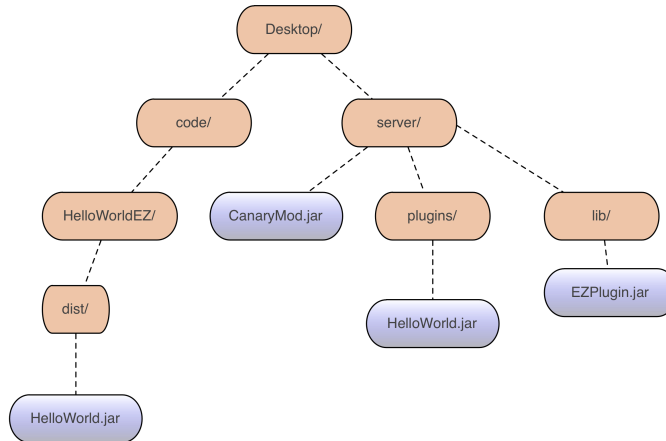 Desktop/
code/
server/
HelloWorldEZ/
CanaryMod.jar
plugins/
lib/
dist/
EZPlugin.jar
HelloWorld.jar
HelloWorld.jar